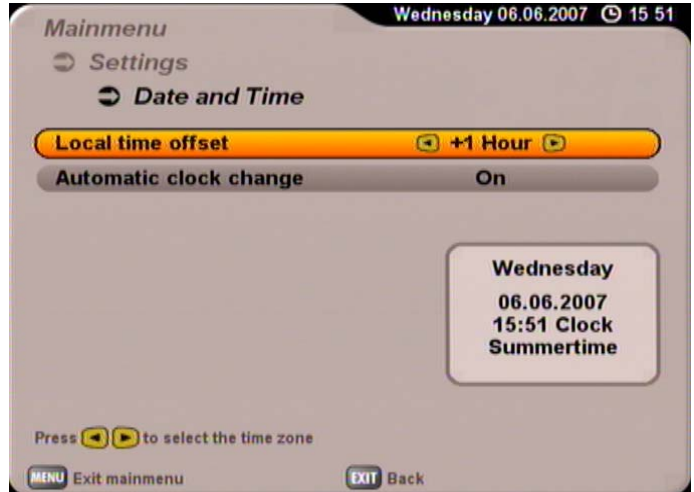 Mainmenu
Wednesday 06.06.2007 15 51
Settings
Date and Time
Local time offset +1 Hour
Automatic clock change On
Wednesday
06.06.2007
15:51 Clock
Summertime
Press to select the time zone
MENU Exit mainmenu EXIT Back